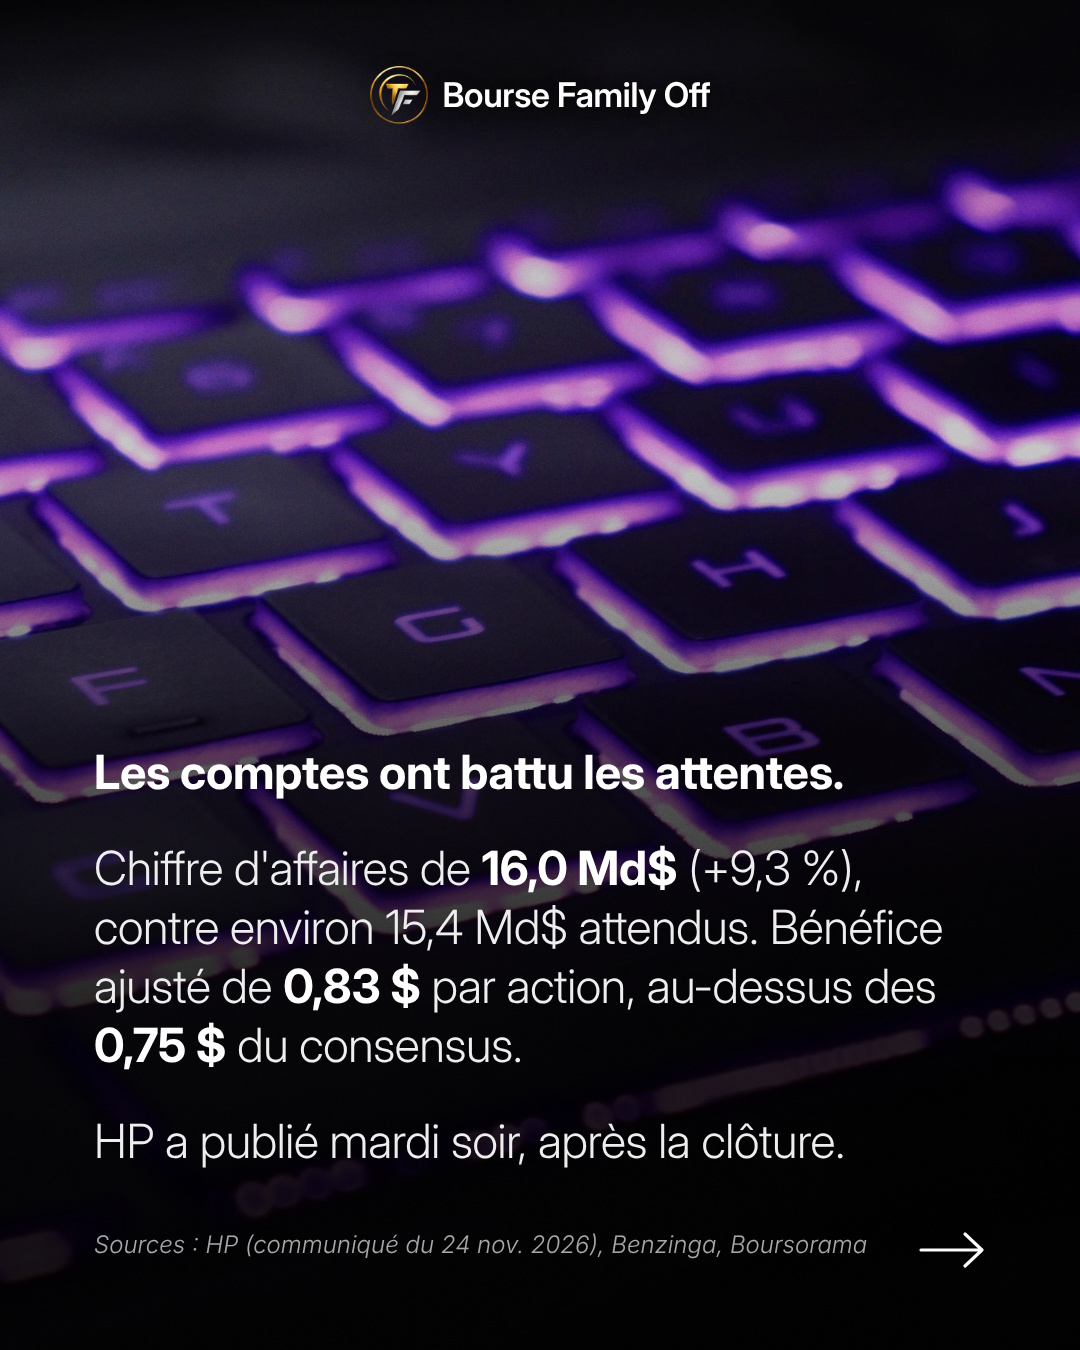 TF
Bourse Family Off
T
Y
U
G
H
J
F
B
N
V
Les comptes ont battu les attentes.
Chiffre d'affaires de 16,0 Md$ (+9,3 %),
contre environ 15,4 Md$ attendus. Bénéfice
ajusté de 0,83 $ par action, au-dessus des
0,75 $ du consensus.
HP a publié mardi soir, après la clôture.
Sources : HP (communiqué du 24 nov. 2026), Benzinga, Boursorama